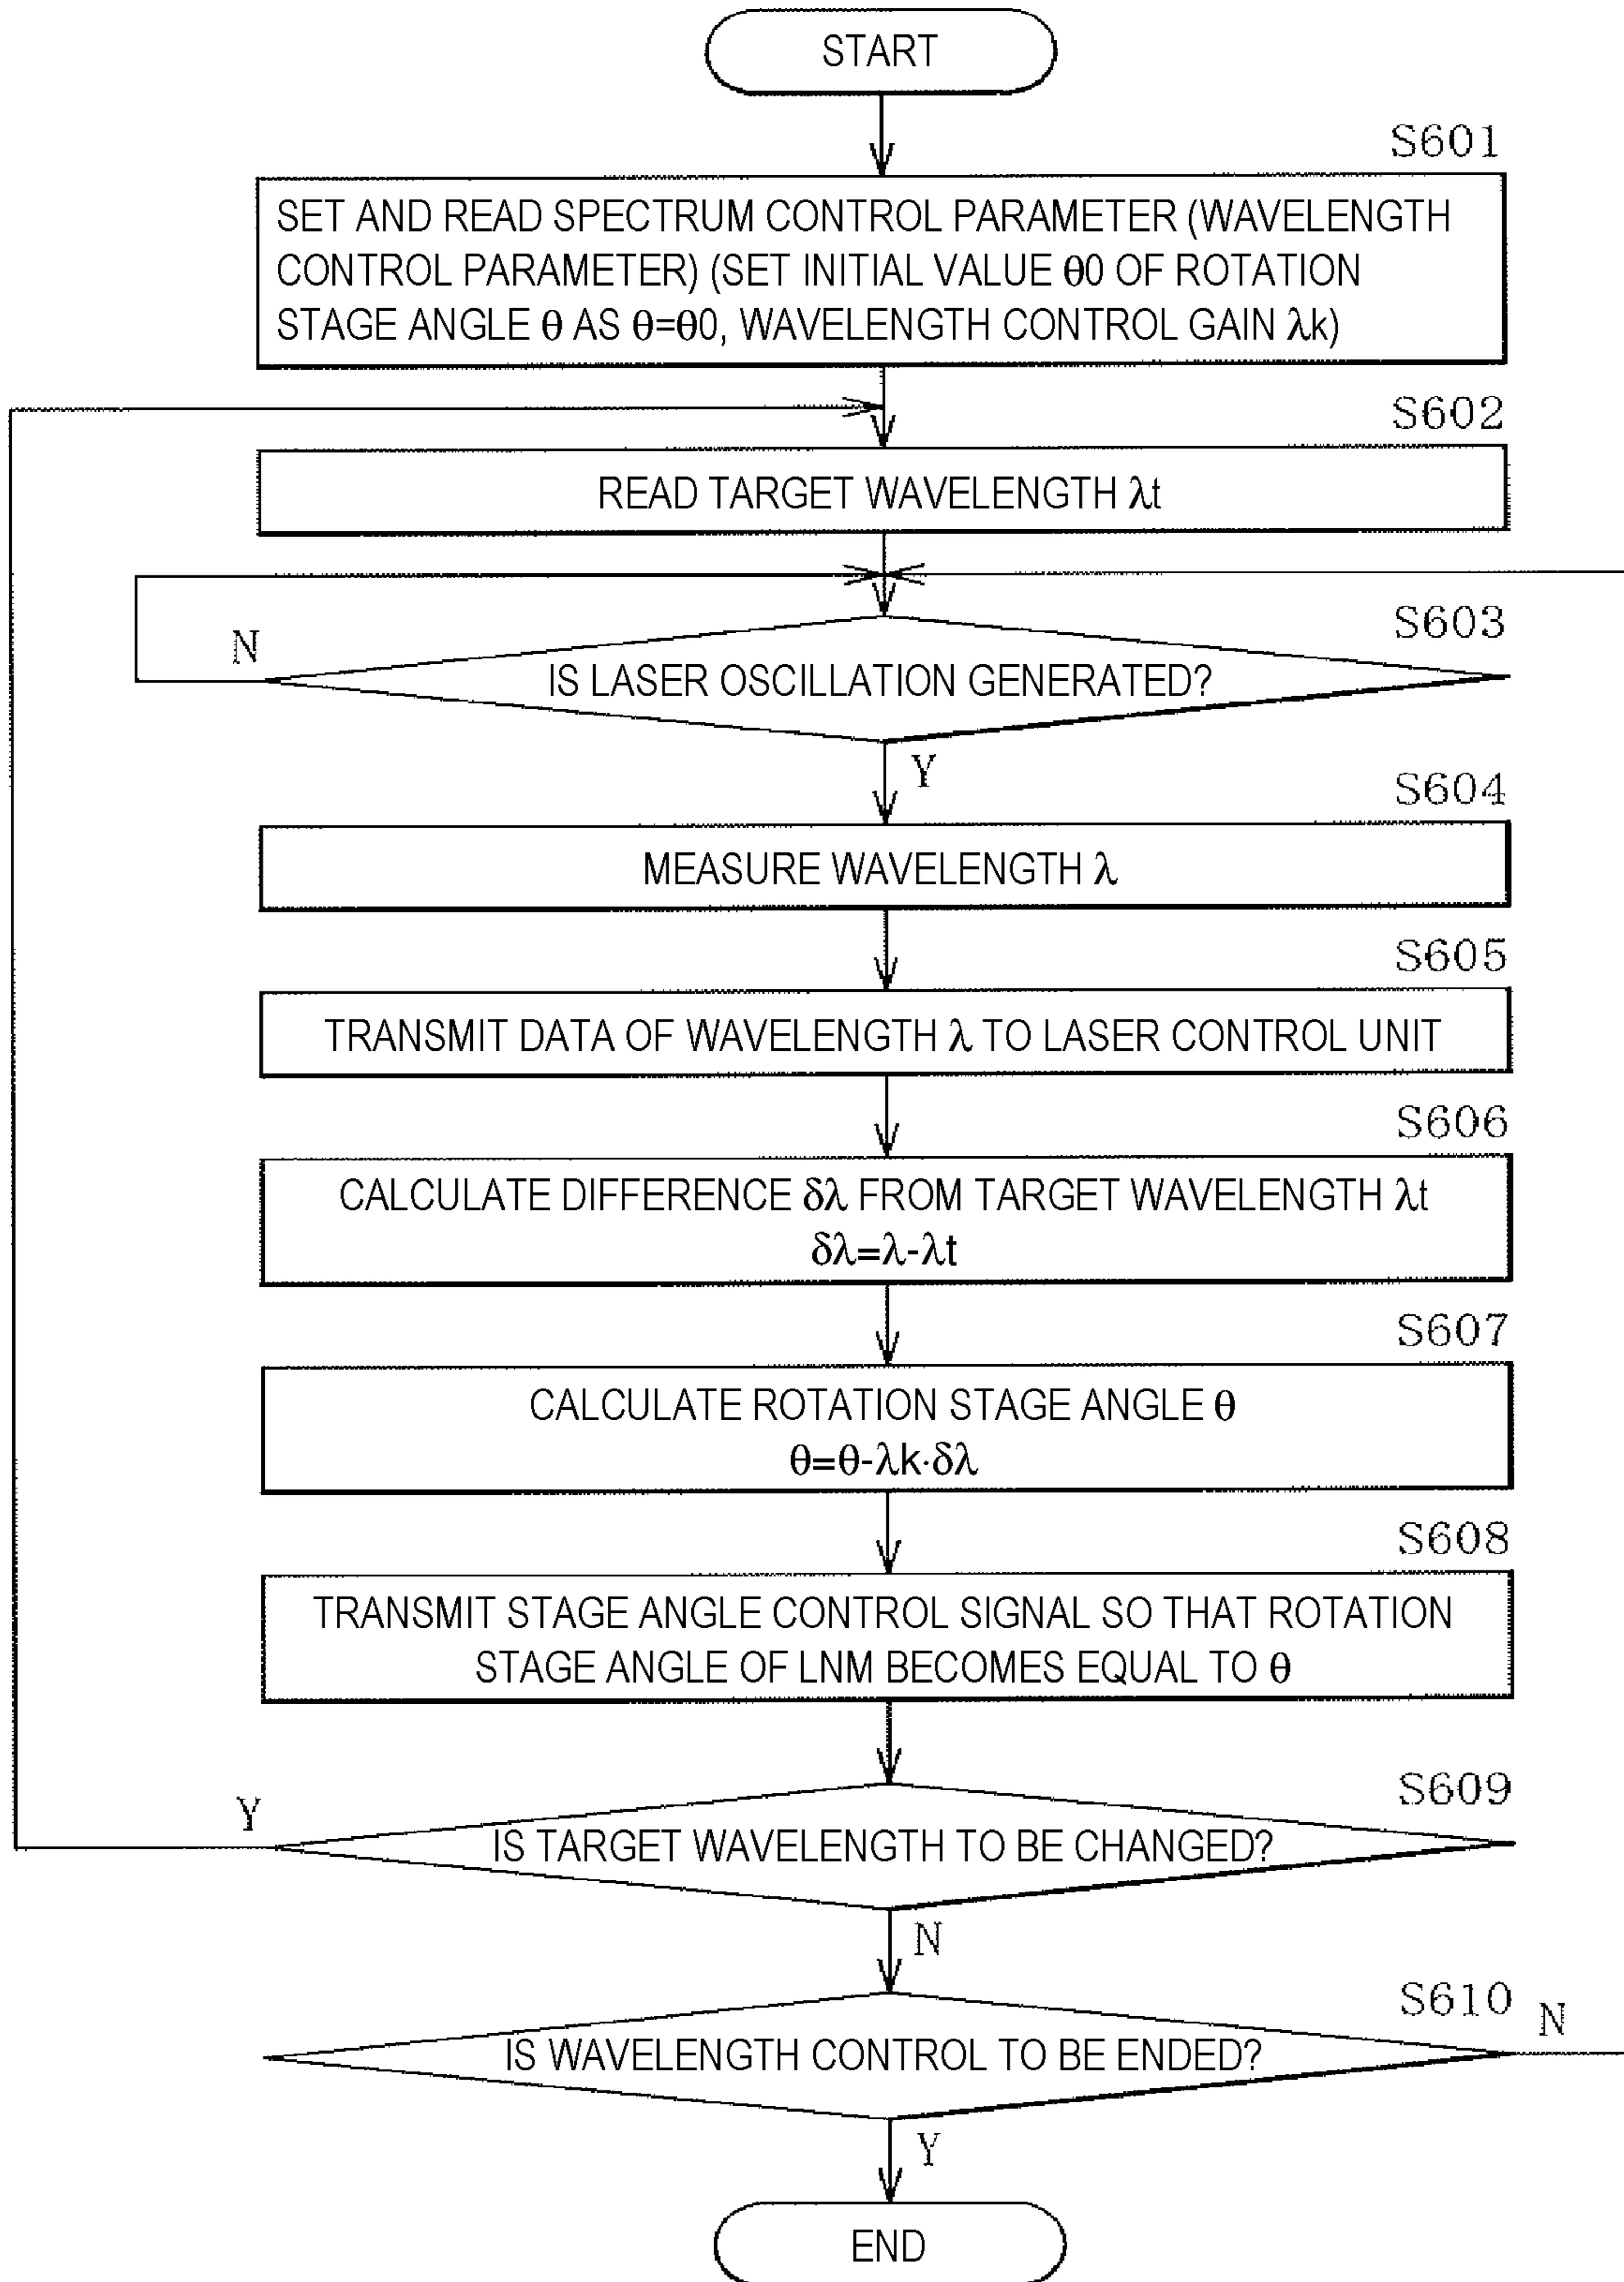 START
S601
SET AND READ SPECTRUM CONTROL PARAMETER (WAVELENGTH
CONTROL PARAMETER) (SET INITIAL VALUE θ0 OF ROTATION
STAGE ANGLE θ AS θ=θ0, WAVELENGTH CONTROL GAIN λk)
S602
READ TARGET WAVELENGTH λt
S603
N
IS LASER OSCILLATION GENERATED?
Y
S604
MEASURE WAVELENGTH λ
S605
TRANSMIT DATA OF WAVELENGTH λ TO LASER CONTROL UNIT
S606
CALCULATE DIFFERENCE δλ FROM TARGET WAVELENGTH λt
δλ=λ-λt
S607
CALCULATE ROTATION STAGE ANGLE θ
θ=θ-λk·δλ
S608
TRANSMIT STAGE ANGLE CONTROL SIGNAL SO THAT ROTATION
STAGE ANGLE OF LNM BECOMES EQUAL TO θ
S609
Y
IS TARGET WAVELENGTH TO BE CHANGED?
N
S610
N
IS WAVELENGTH CONTROL TO BE ENDED?
Y
END